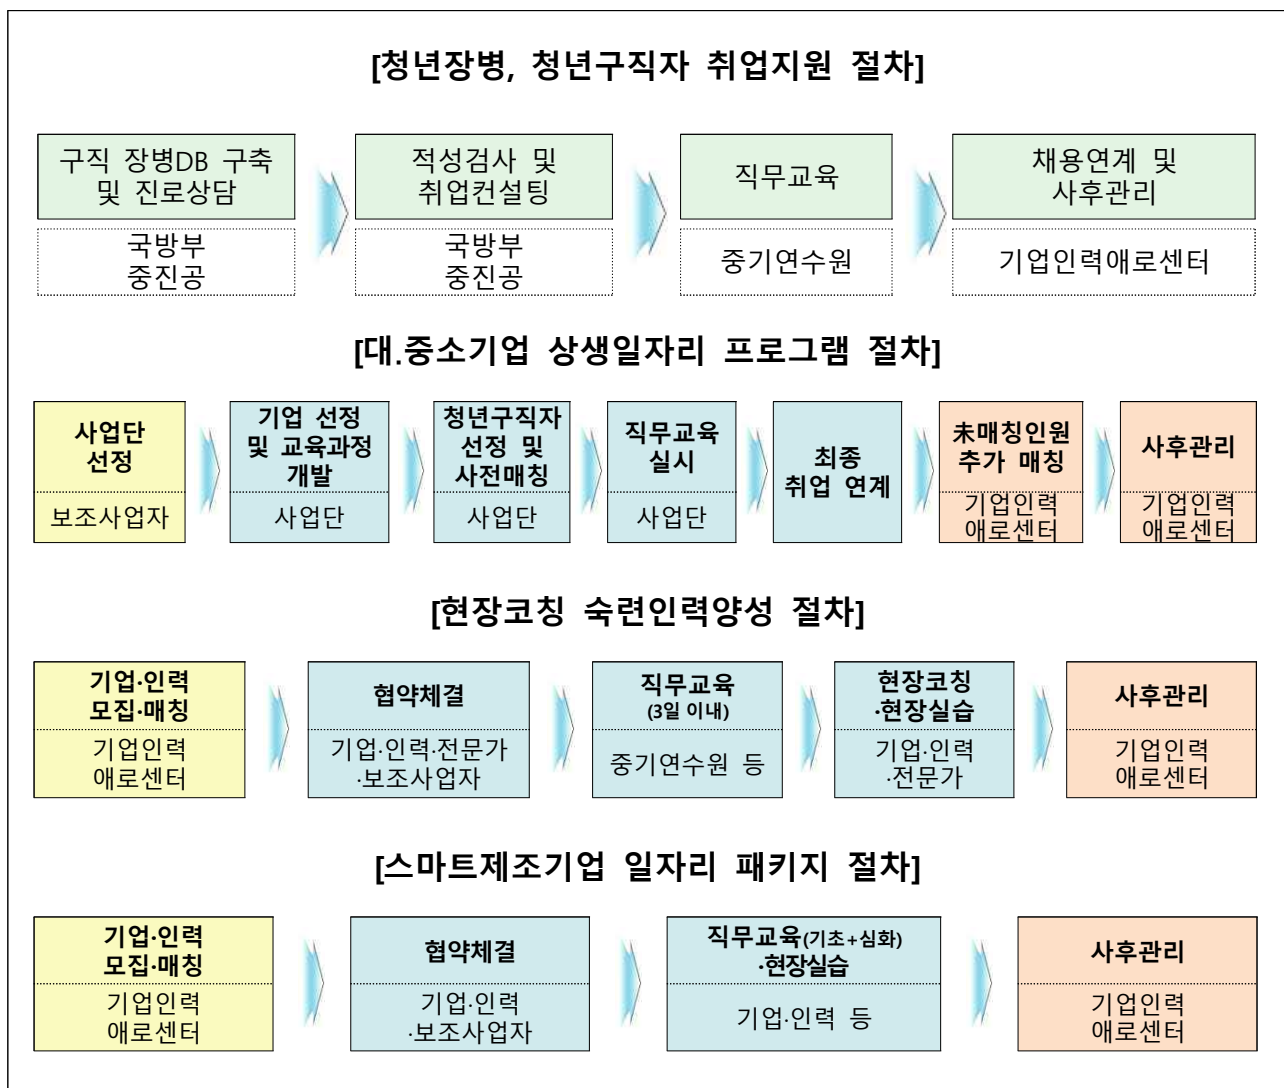 [청년장병, 청년구직자 취업지원 절차]
구직 장병DB 구축
및 진로상담
국방부
중진공
적성검사 및
취업컨설팅
국방부
중진공
직무교육
중기연수원
채용연계 및
사후관리
기업인력애로센터
[대.중소기업 상생일자리 프로그램 절차]
사업단
선정
보조사업자
기업 선정
및 교육과정
개발
사업단
청년구직자
선정 및
사전매칭
사업단
직무교육
실시
사업단
최종
취업 연계
未매칭인원
추가 매칭
기업인력
애로센터
사후관리
기업인력
애로센터
[현장코칭 숙련인력양성 절차]
기업·인력
모집·매칭
기업인력
애로센터
협약체결
기업·인력·전문가
·보조사업자
직무교육
(3일 이내)
중기연수원 등
현장코칭
·현장실습
기업·인력
·전문가
사후관리
기업인력
애로센터
[스마트제조기업 일자리 패키지 절차]
기업·인력
모집·매칭
기업인력
애로센터
협약체결
기업·인력
·보조사업자
직무교육(기초+심화)
·현장실습
기업·인력 등
사후관리
기업인력
애로센터